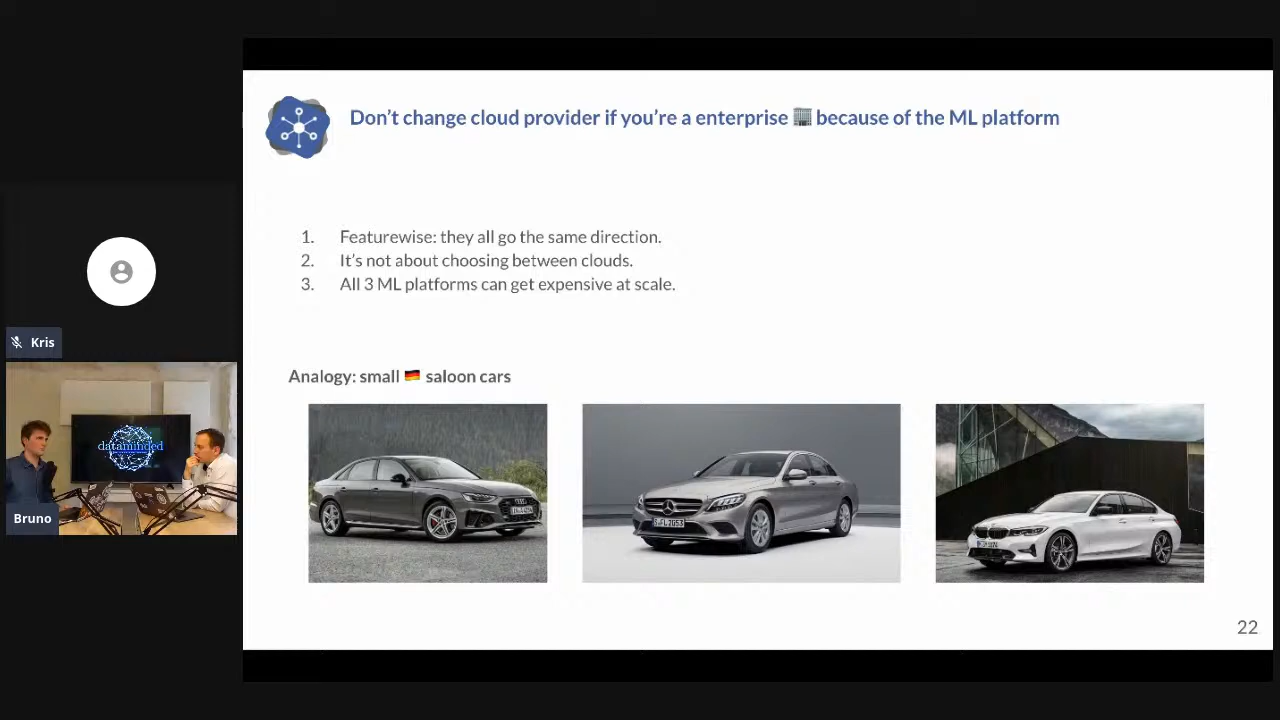 Don't change cloud provider if you're a enterprise 🏢 because of the ML platform
1. Featurewise: they all go the same direction.
2. It's not about choosing between clouds.
3. All 3 ML platforms can get expensive at scale.
Analogy: small 🇩🇪 saloon cars
22
Kris
dataminded
Bruno